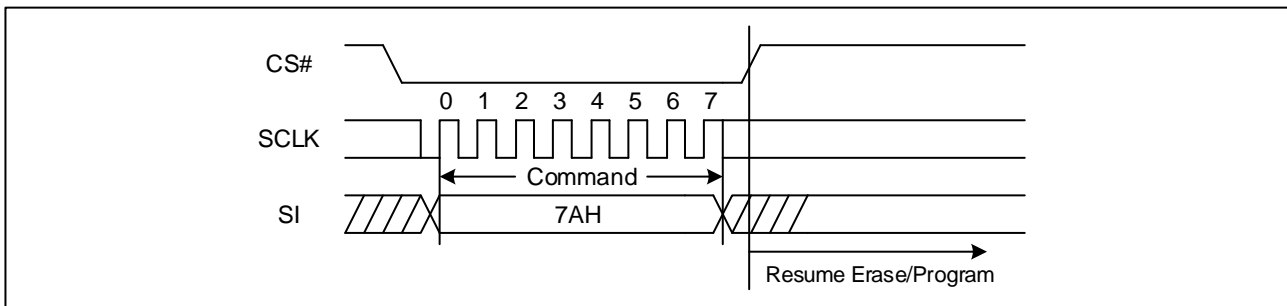 CS#
0 1 2 3 4 5 6 7
SCLK
Command
SI
7AH
Resume Erase/Program